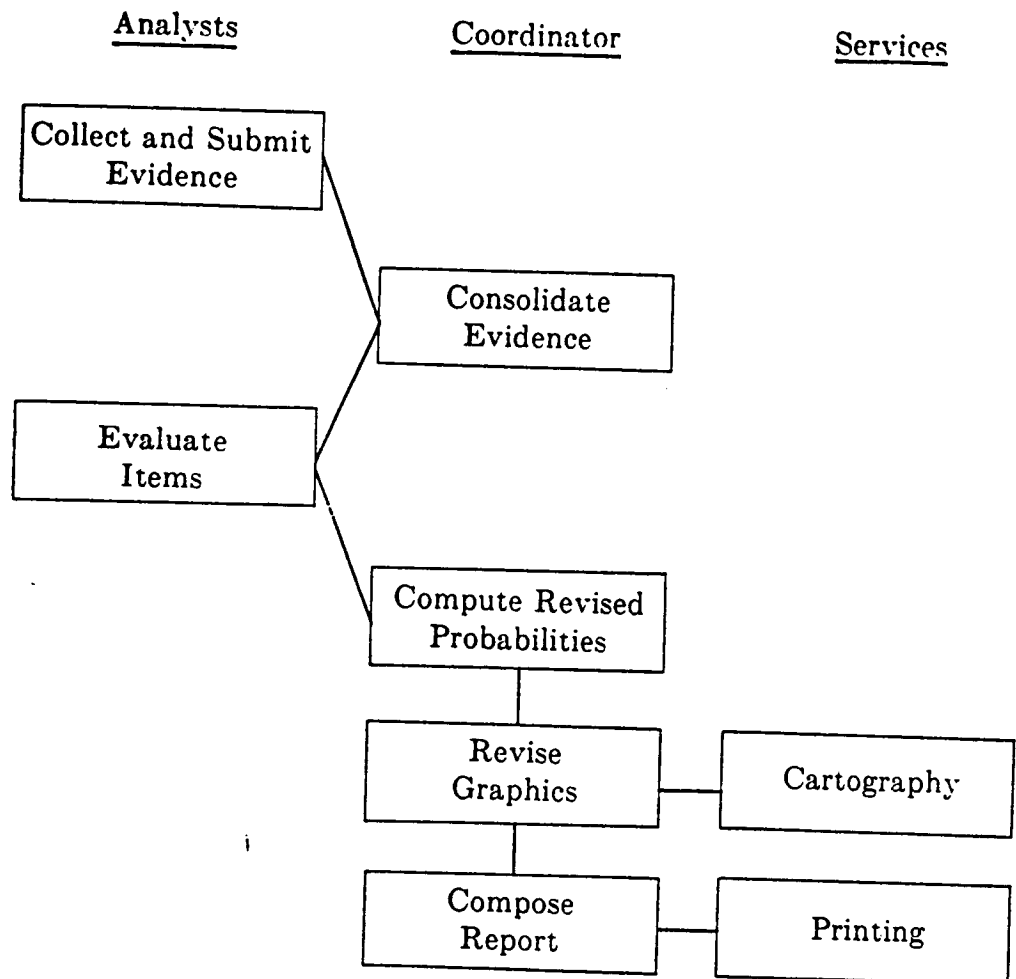 Analysts
Coordinator
Services
Collect and Submit
Evidence
Consolidate
Evidence
Evaluate
Items
Compute Revised
Probabilities
Revise
Graphics
Cartography
Compose
Report
Printing